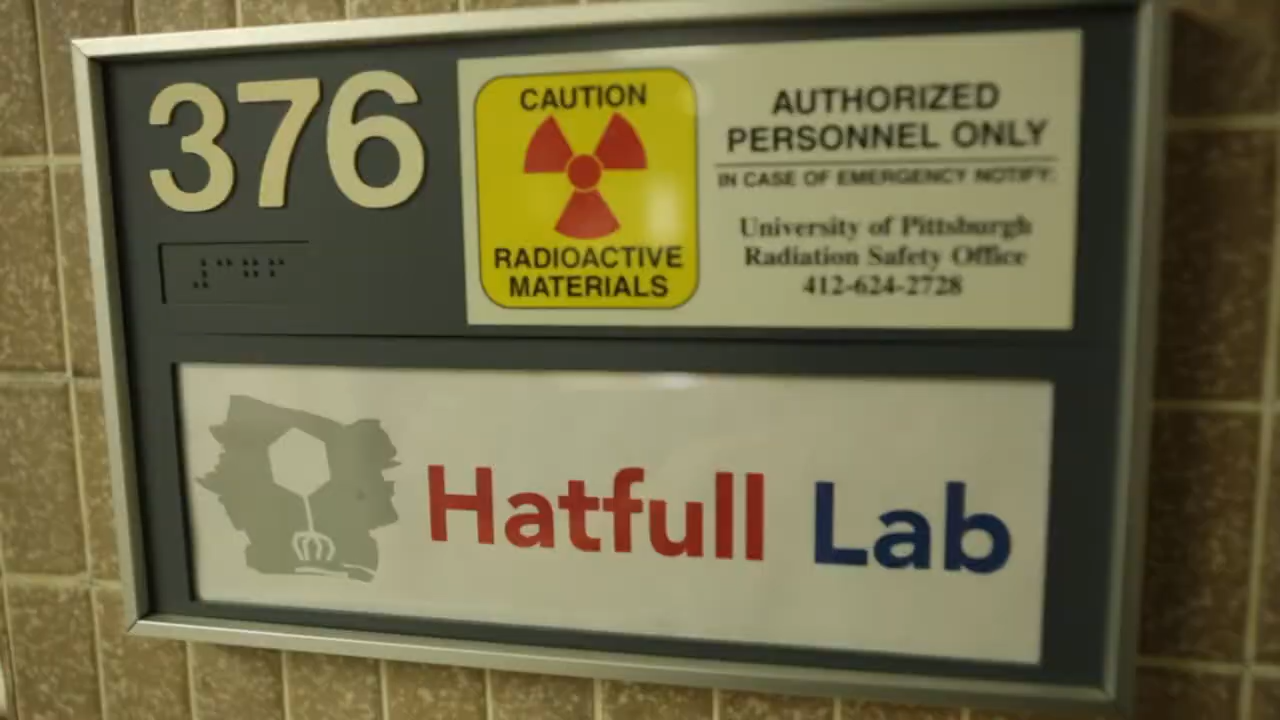 376
CAUTION
RADIOACTIVE
MATERIALS
AUTHORIZED
PERSONNEL ONLY
IN CASE OF EMERGENCY NOTIFY:
University of Pittsburgh
Radiation Safety Office
412-624-2728
Hatfull Lab